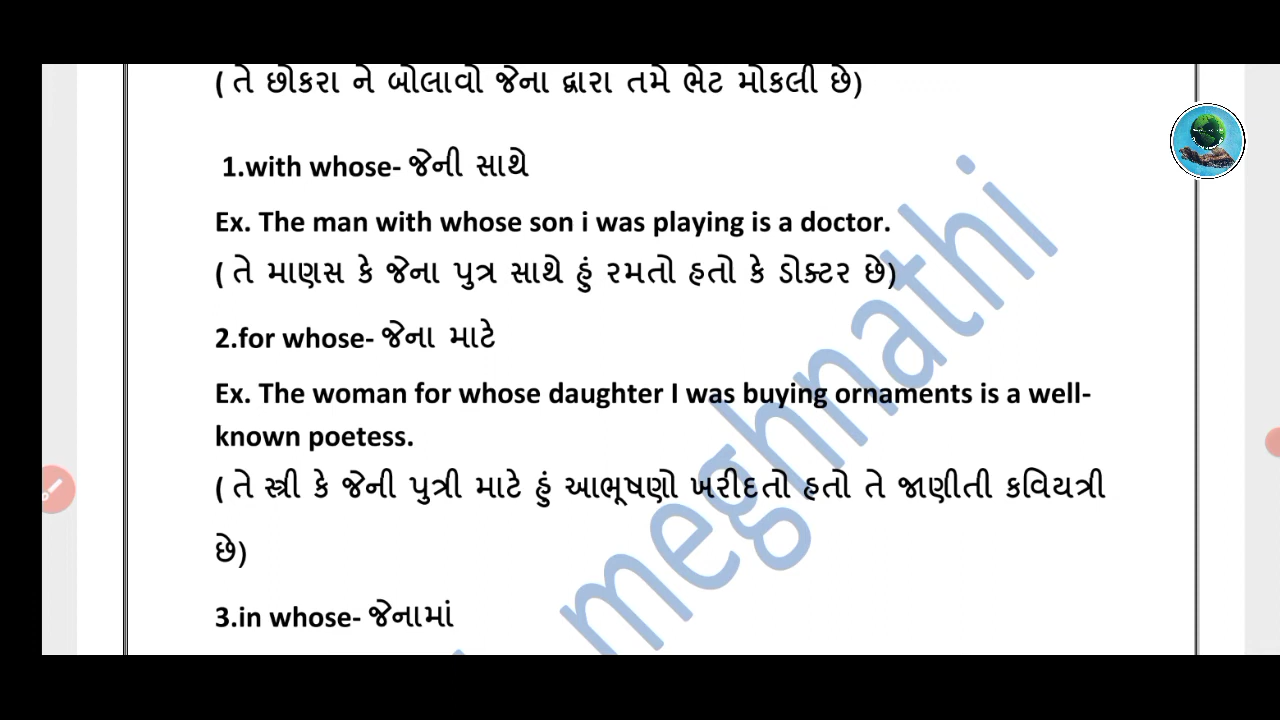 ( તે છોકરા ને બોલાવો જેના દ્વારા તમે ભેટ મોકલી છે)
1.with whose- જેની સાથે
Ex. The man with whose son i was playing is a doctor.
( તે માણસ કે જેના પુત્ર સાથે હું રમતો હતો કે ડોક્ટર છે)
2.for whose- જેના માટે
Ex. The woman for whose daughter I was buying ornaments is a well-
known poetess.
( તે સ્ત્રી કે જેની પુત્રી માટે હું આભૂષણો ખરીદતો હતો તે જાણીતી કવિયત્રી
છે)
3.in whose- જેનામાં
meghnathi